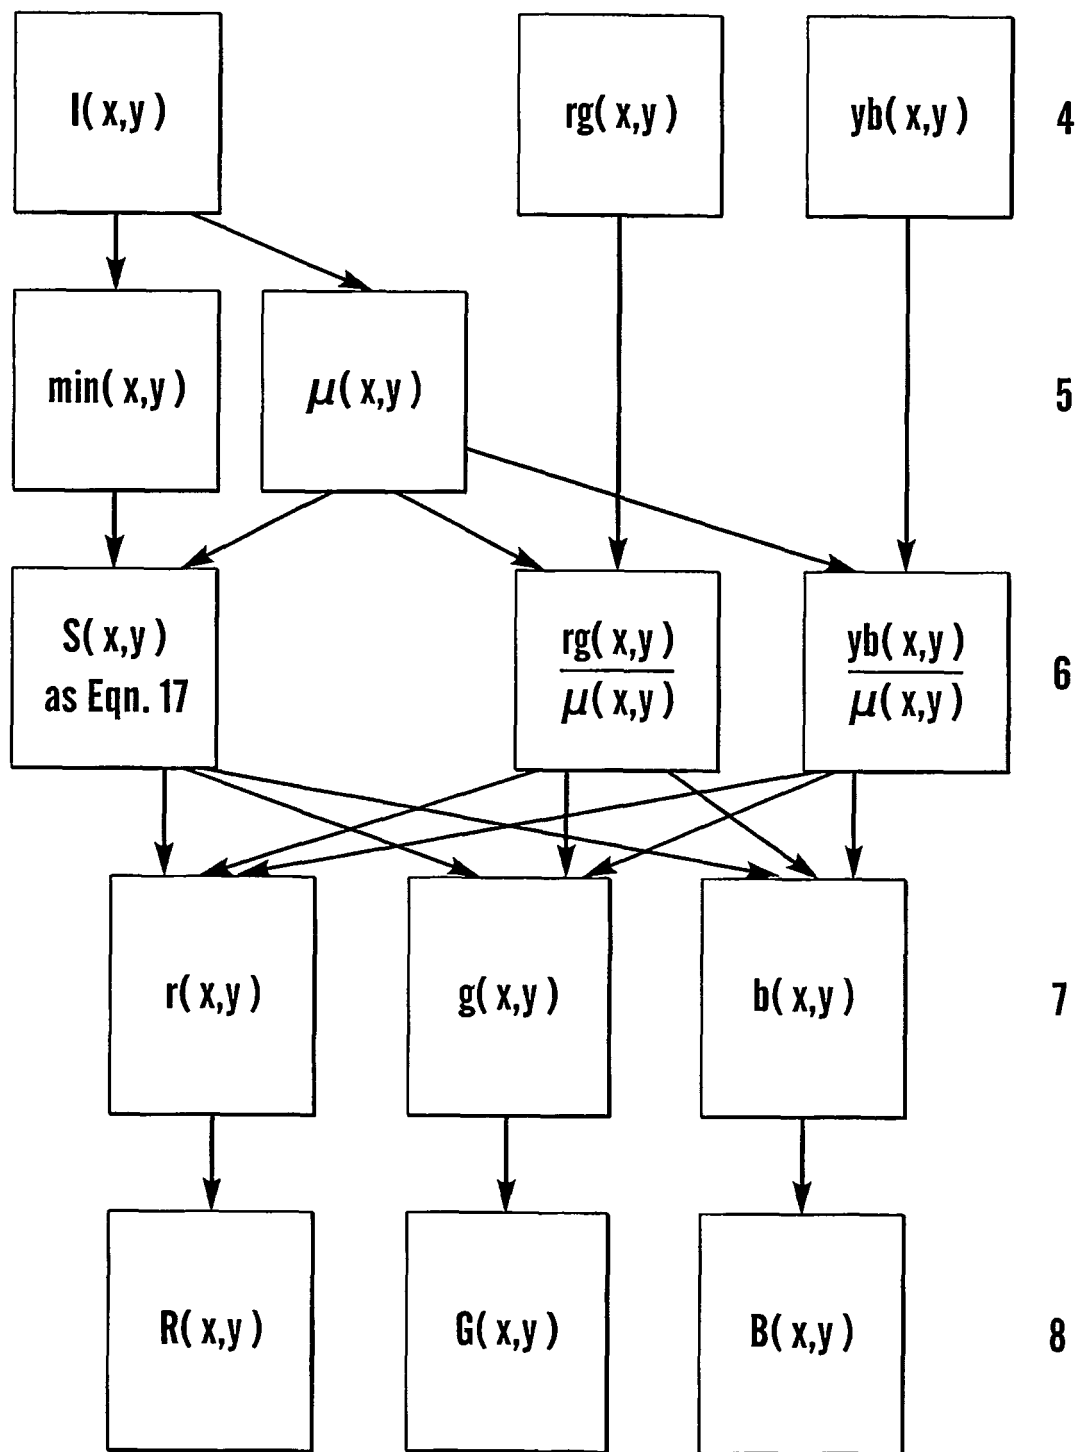 I( x,y )
rg( x,y )
yb( x,y )
4
min( x,y )
μ( x,y )
5
S( x,y )
as Eqn. 17
rg( x,y )
μ( x,y )
yb( x,y )
μ( x,y )
6
r( x,y )
g( x,y )
b( x,y )
7
R( x,y )
G( x,y )
B( x,y )
8